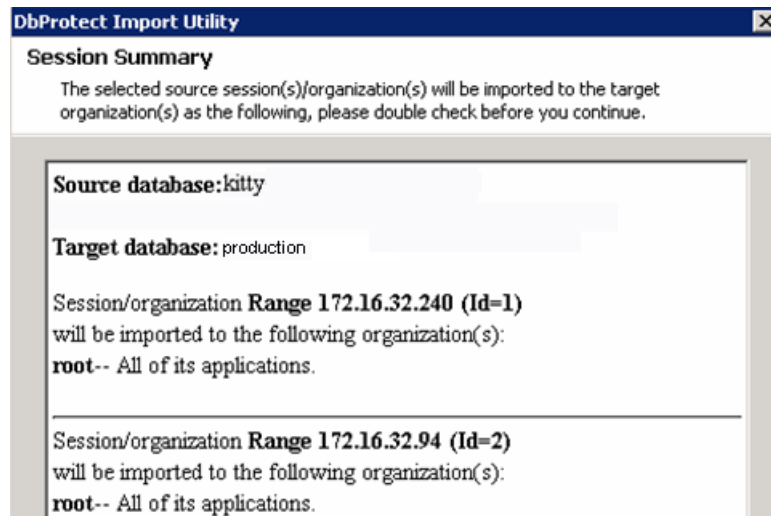 DbProtect Import Utility
Session Summary
The selected source session(s)/organization(s) will be imported to the target
organization(s) as the following, please double check before you continue.
Source database:kitty
Target database: production
Session/organization Range 172.16.32.240 (Id=1)
will be imported to the following organization(s):
root-- All of its applications.
Session/organization Range 172.16.32.94 (Id=2)
will be imported to the following organization(s):
root-- All of its applications.